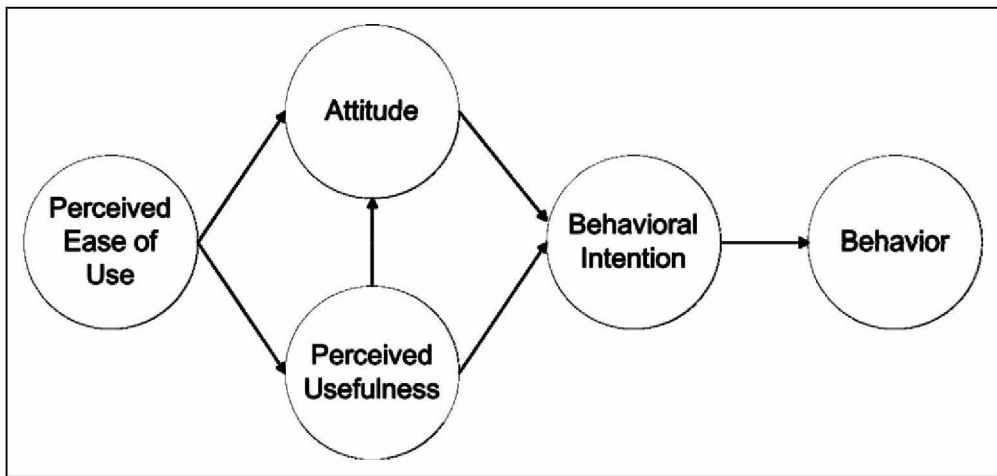 Attitude
Perceived
Ease of
Use
Behavioral
Intention
Behavior
Perceived
Usefulness